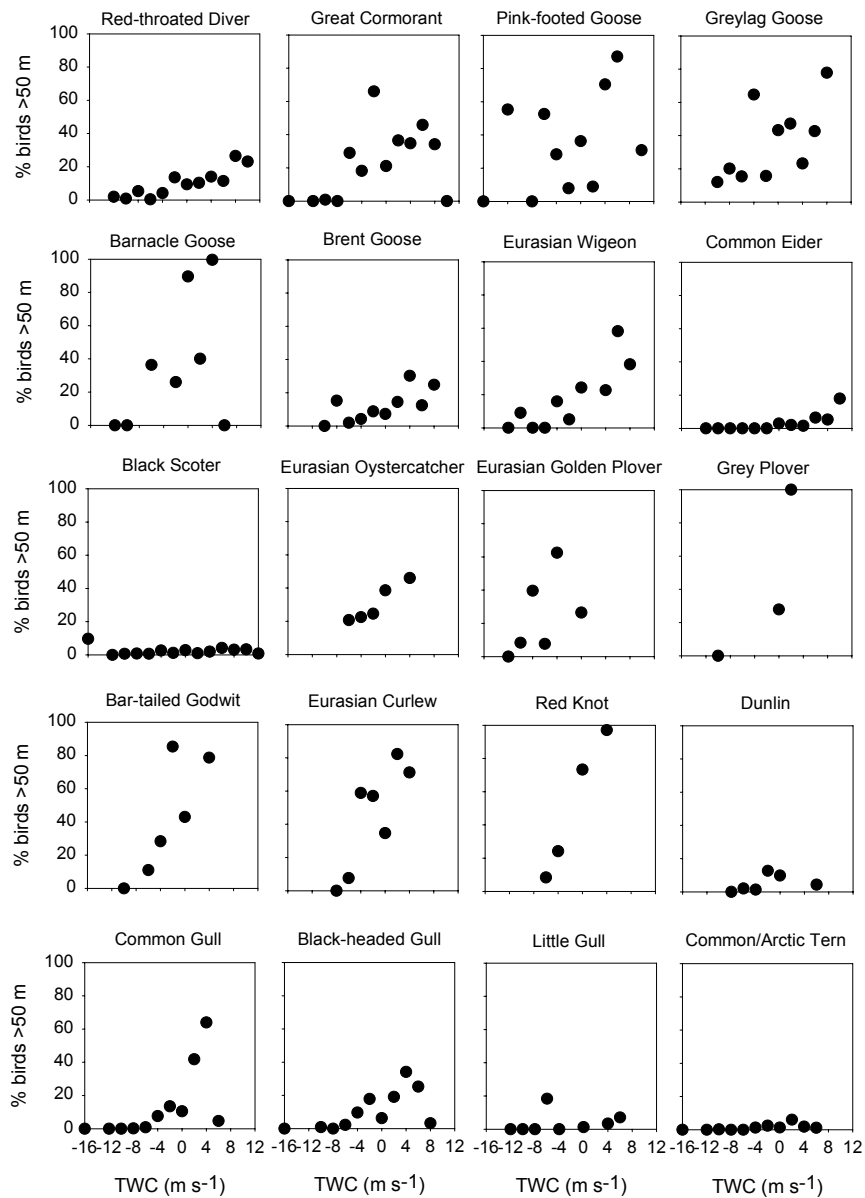 Red-throated Diver Great Cormorant Pink-footed Goose Greylag Goose
% birds >50 m
100
80
60
40
20
0
Barnacle Goose Brent Goose Eurasian Wigeon Common Eider
% birds >50 m
100
80
60
40
20
0
Black Scoter Eurasian Oystercatcher Eurasian Golden Plover Grey Plover
% birds >50 m
100
80
60
40
20
0
Bar-tailed Godwit Eurasian Curlew Red Knot Dunlin
% birds >50 m
100
80
60
40
20
0
Common Gull Black-headed Gull Little Gull Common/Arctic Tern
% birds >50 m
100
80
60
40
20
0
-16 -12 -8 -4 0 4 8 12 -16 -12 -8 -4 0 4 8 12 -16 -12 -8 -4 0 4 8 12 -16 -12 -8 -4 0 4 8 12
TWC (m s-1) TWC (m s-1) TWC (m s-1) TWC (m s-1)